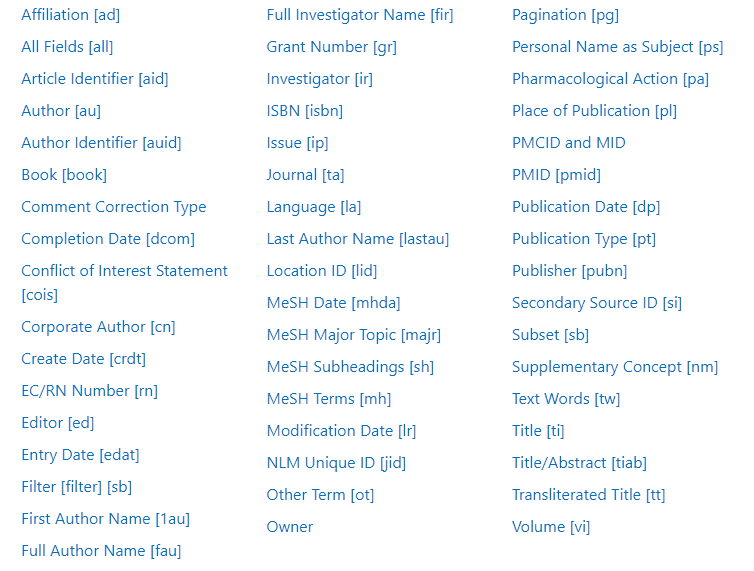 Affiliation [ad]
All Fields [all]
Article Identifier [aid]
Author [au]
Author Identifier [auid]
Book [book]
Comment Correction Type
Completion Date [dcom]
Conflict of Interest Statement
[cois]
Corporate Author [cn]
Create Date [crdt]
EC/RN Number [rn]
Editor [ed]
Entry Date [edat]
Filter [filter] [sb]
First Author Name [1au]
Full Author Name [fau]
Full Investigator Name [fir]
Grant Number [gr]
Investigator [ir]
ISBN [isbn]
Issue [ip]
Journal [ta]
Language [la]
Last Author Name [lastau]
Location ID [lid]
MeSH Date [mhda]
MeSH Major Topic [majr]
MeSH Subheadings [sh]
MeSH Terms [mh]
Modification Date [lr]
NLM Unique ID [jid]
Other Term [ot]
Owner
Pagination [pg]
Personal Name as Subject [ps]
Pharmacological Action [pa]
Place of Publication [pl]
PMCID and MID
PMID [pmid]
Publication Date [dp]
Publication Type [pt]
Publisher [pubn]
Secondary Source ID [si]
Subset [sb]
Supplementary Concept [nm]
Text Words [tw]
Title [ti]
Title/Abstract [tiab]
Transliterated Title [tt]
Volume [vi]